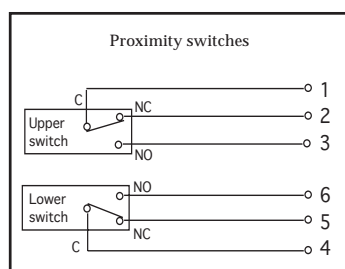 Proximity switches
1
C
NC
2
Upper
switch
3
NO
NO
6
Lower
switch
5
NC
C
4